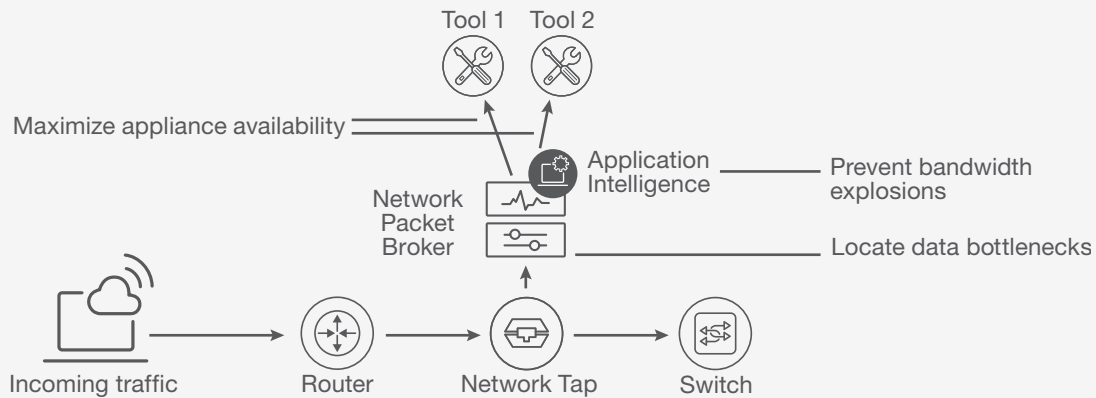 Tool 1
Tool 2
Maximize appliance availability
Application
Intelligence
Prevent bandwidth
explosions
Network
Packet
Broker
Locate data bottlenecks
Incoming traffic
Router
Network Tap
Switch